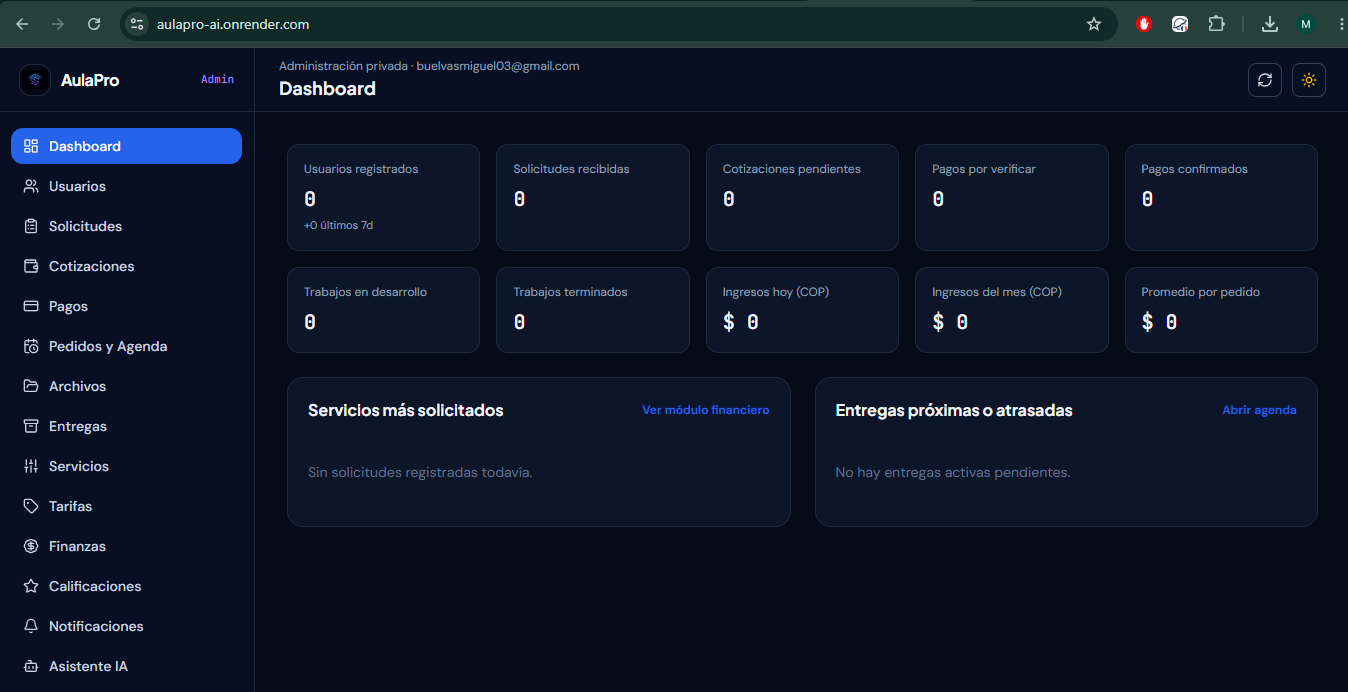 aulapro-ai.onrender.com
M
AulaPro
Admin
Administración privada · buelvasmiguel03@gmail.com
Dashboard
Dashboard
Usuarios
Solicitudes
Cotizaciones
Pagos
Pedidos y Agenda
Archivos
Entregas
Servicios
Tarifas
Finanzas
Calificaciones
Notificaciones
Asistente IA
Usuarios registrados
0
+0 últimos 7d
Solicitudes recibidas
0
Cotizaciones pendientes
0
Pagos por verificar
0
Pagos confirmados
0
Trabajos en desarrollo
0
Trabajos terminados
0
Ingresos hoy (COP)
$ 0
Ingresos del mes (COP)
$ 0
Promedio por pedido
$ 0
Servicios más solicitados
Ver módulo financiero
Sin solicitudes registradas todavía.
Entregas próximas o atrasadas
Abrir agenda
No hay entregas activas pendientes.